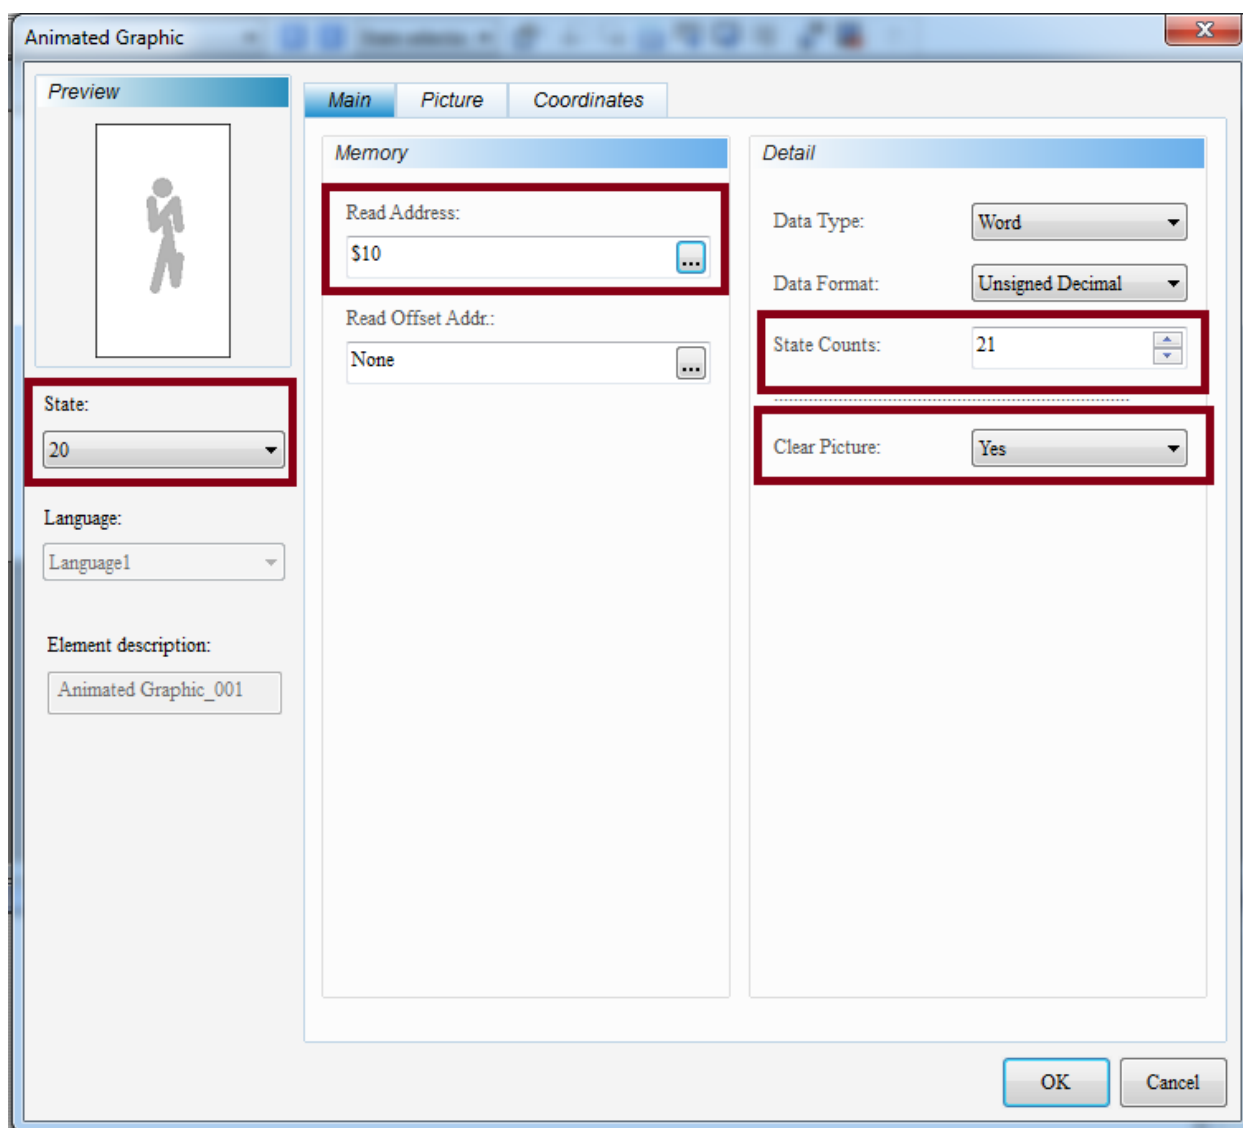 Animated Graphic
Preview
State:
20
Language:
Language1
Element description:
Animated Graphic_001
Main Picture Coordinates
Memory
Read Address:
$10
...
Read Offset Addr.:
None
...
Detail
Data Type: Word
Data Format: Unsigned Decimal
State Counts: 21
Clear Picture: Yes
OK Cancel